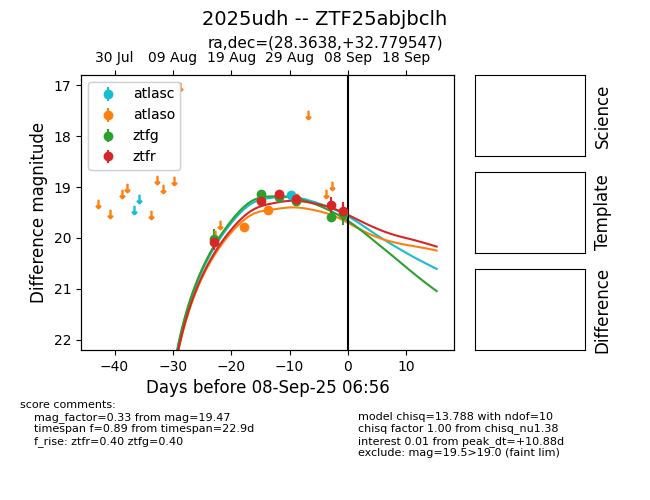 2025udh -- ZTF25abjbclh
ra,dec=(28.3638,+32.779547)
30 Jul 09 Aug 19 Aug 29 Aug 08 Sep 18 Sep
atlasc
atlaso
ztfg
ztfr
17
18
19
20
21
22
Difference magnitude
−40 −30 −20 −10 0 10
Days before 08-Sep-25 06:56
Science
Template
Difference
score comments:
mag_factor=0.33 from mag=19.47
timespan f=0.89 from timespan=22.9d
f_rise: ztfr=0.40 ztfg=0.40
model chisq=13.788 with ndof=10
chisq factor 1.00 from chisq_nu1.38
interest 0.01 from peak_dt=+10.88d
exclude: mag=19.5>19.0 (faint lim)